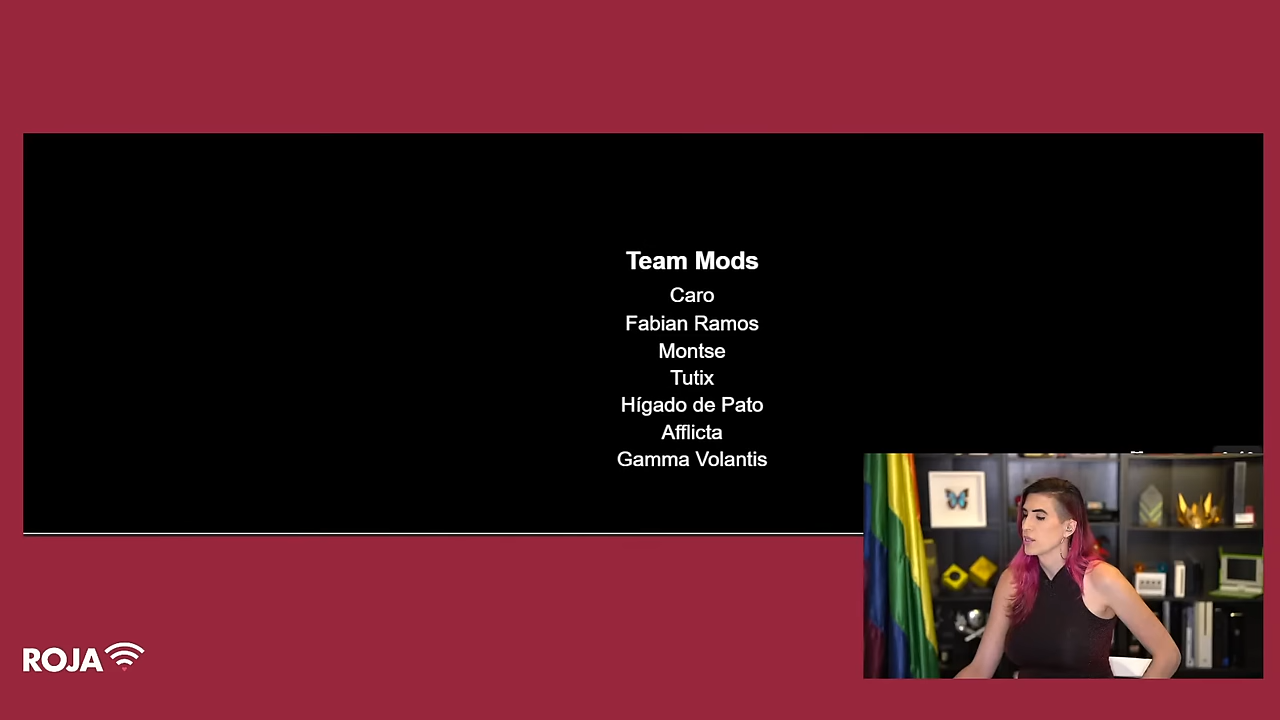 Team Mods
Caro
Fabian Ramos
Montse
Tutix
Hígado de Pato
Afflicta
Gamma Volantis
ROJA